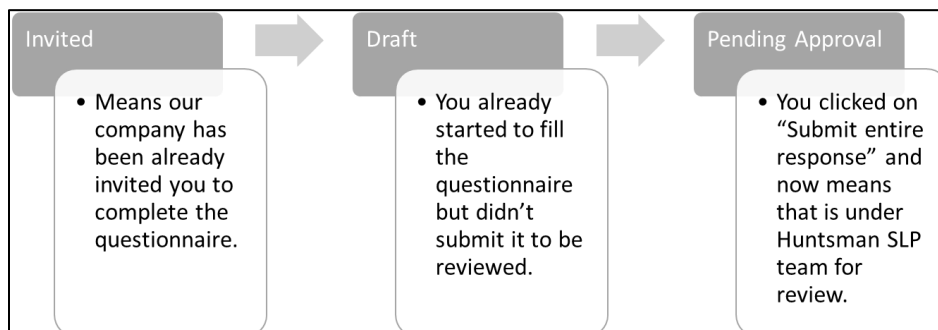 Invited
• Means our
company has
been already
invited you to
complete the
questionnaire.
Draft
• You already
started to fill
the
questionnaire
but didn't
submit it to be
reviewed.
Pending Approval
• You clicked on
“Submit entire
response” and
now means
that is under
Huntsman SLP
team for
review.